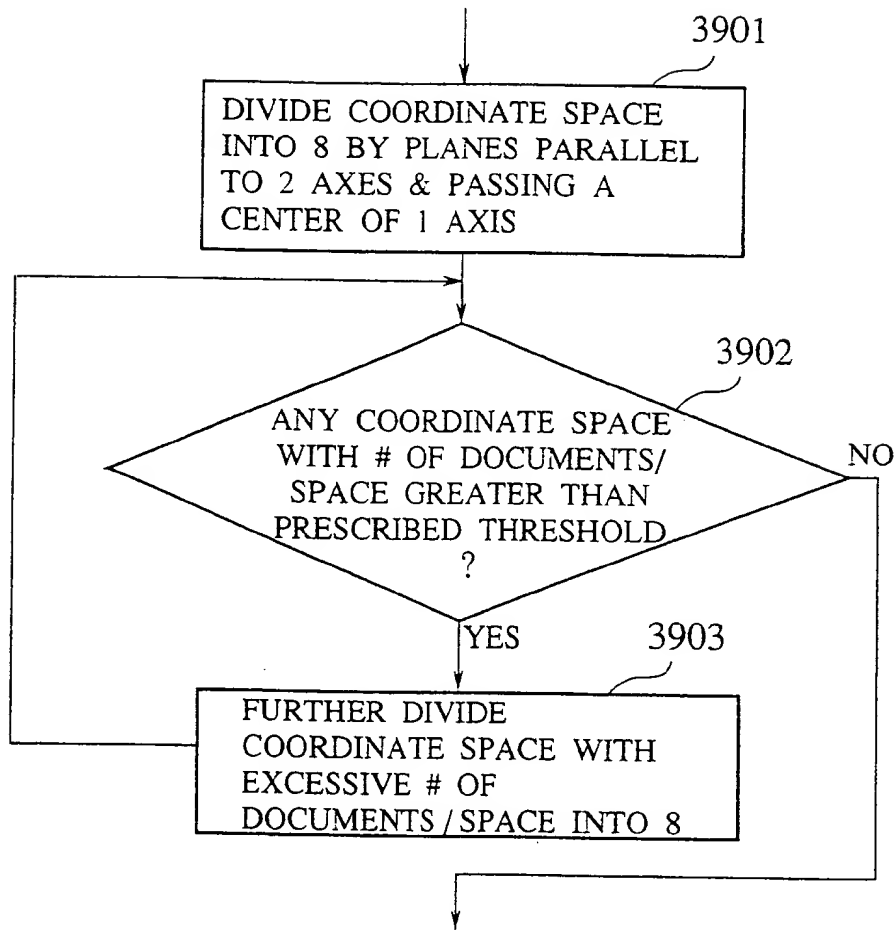 3901
DIVIDE COORDINATE SPACE
INTO 8 BY PLANES PARALLEL
TO 2 AXES & PASSING A
CENTER OF 1 AXIS
3902
ANY COORDINATE SPACE
WITH # OF DOCUMENTS/
SPACE GREATER THAN
PRESCRIBED THRESHOLD
?
NO
YES
3903
FURTHER DIVIDE
COORDINATE SPACE WITH
EXCESSIVE # OF
DOCUMENTS / SPACE INTO 8